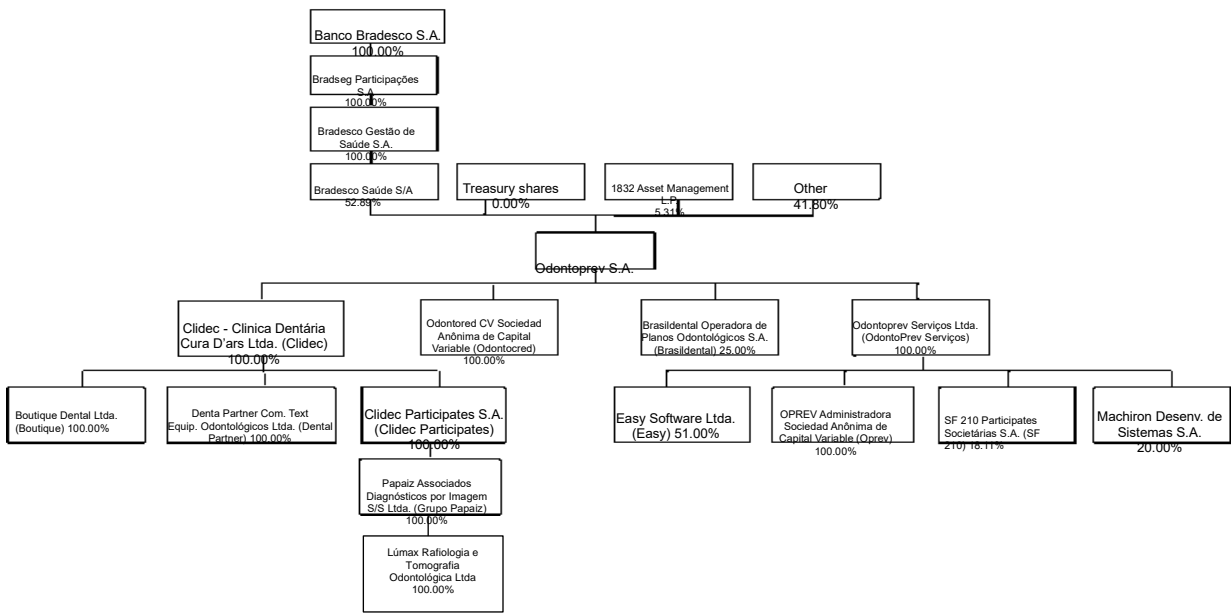 Banco Bradesco S.A.
100.00%
Bradseg Participações
S.A.
100.00%
Bradesco Gestão de
Saúde S.A.
100.00%
Bradesco Saúde S/A
52.89%
Treasury shares
0.00%
1832 Asset Management
L.P.
5.31%
Other
41.80%
Odontoprev S.A.
Clidec - Clinica Dentária
Cura D'ars Ltda. (Clidec)
100.00%
Odontored CV Sociedad
Anônima de Capital
Variable (Odontocred)
100.00%
Brasildental Operadora de
Planos Odontológicos S.A.
(Brasildental) 25.00%
Odontoprev Serviços Ltda.
(OdontoPrev Serviços)
100.00%
Boutique Dental Ltda.
(Boutique) 100.00%
Denta Partner Com. Text
Equip. Odontológicos Ltda. (Dental
Partner) 100.00%
Clidec Participates S.A.
(Clidec Participates)
100.00%
Easy Software Ltda.
(Easy) 51.00%
OPREV Administradora
Sociedad Anônima de
Capital Variable (Oprev)
100.00%
SF 210 Participates
Societárias S.A. (SF
210) 18.11%
Machiron Desenv. de
Sistemas S.A.
20.00%
Papaiz Associados
Diagnósticos por Imagem
S/S Ltda. (Grupo Papaiz)
100.00%
Lúmax Rafiologia e
Tomografia
Odontológica Ltda
100.00%